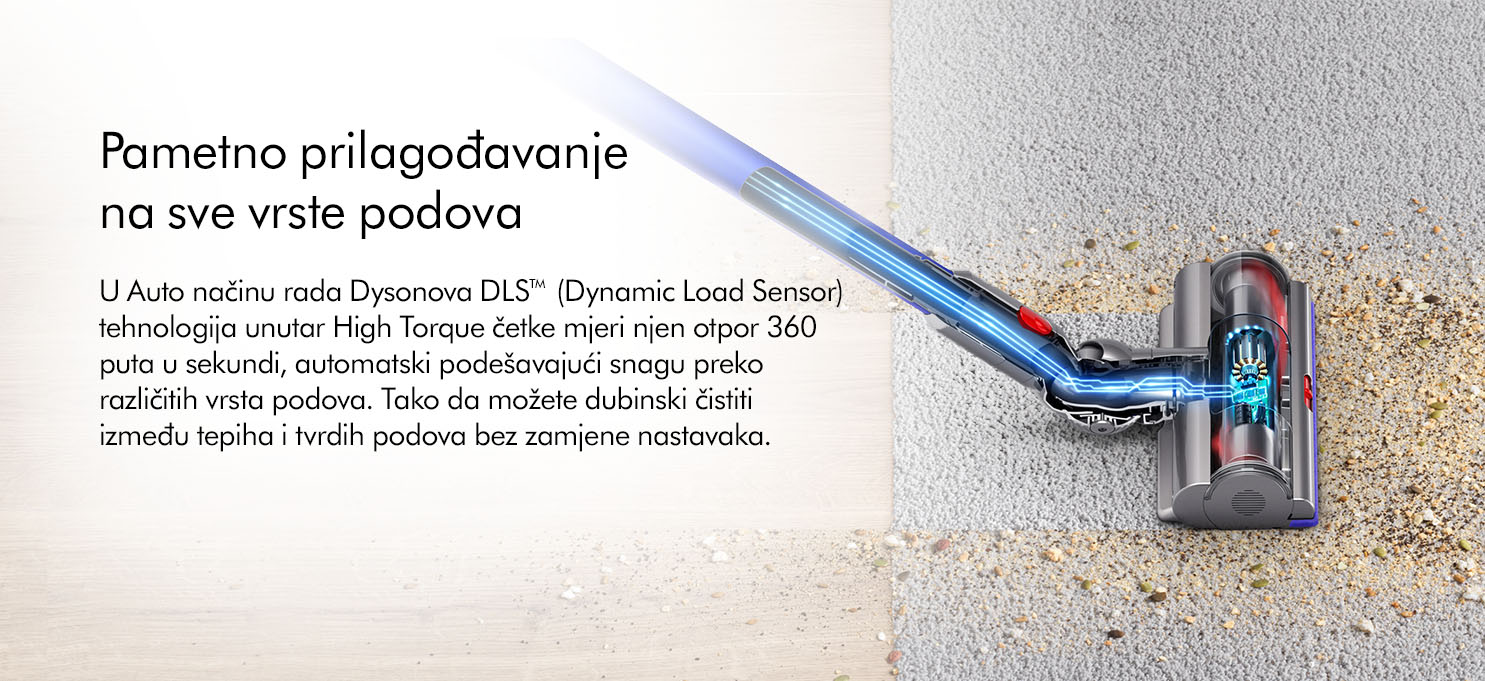 Pametno prilagođavanje
na sve vrste podova
U Auto načinu rada Dysonova DLS™ (Dynamic Load Sensor)
tehnologija unutar High Torque četke mjeri njen otpor 360
puta u sekundi, automatski podešavajući snagu preko
različitih vrsta podova. Tako da možete dubinski čistiti
između tepiha i tvrdih podova bez zamjene nastavaka.